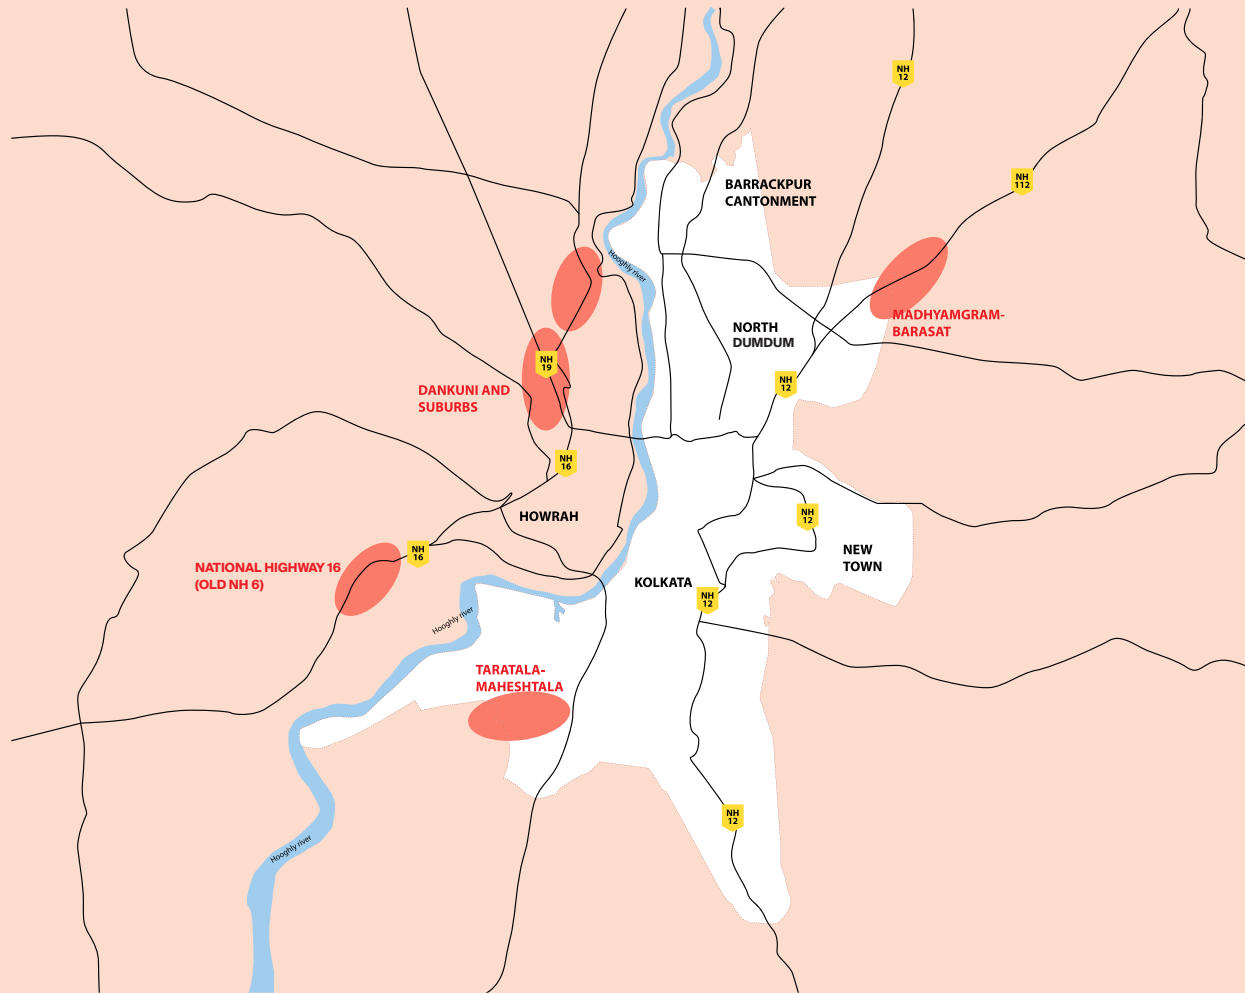 NH
12
NH
112
BARRACKPUR
CANTONMENT
Hooghly river
MADHYAMGRAM-
BARASAT
NORTH
DUMDUM
NH
19
NH
12
DANKUNI AND
SUBURBS
NH
16
HOWRAH
NH
12
NH
16
NEW
TOWN
NATIONAL HIGHWAY 16
(OLD NH 6)
KOLKATA
NH
12
Hooghly river
TARATALA-
MAHESHTALA
NH
12
Hooghly river